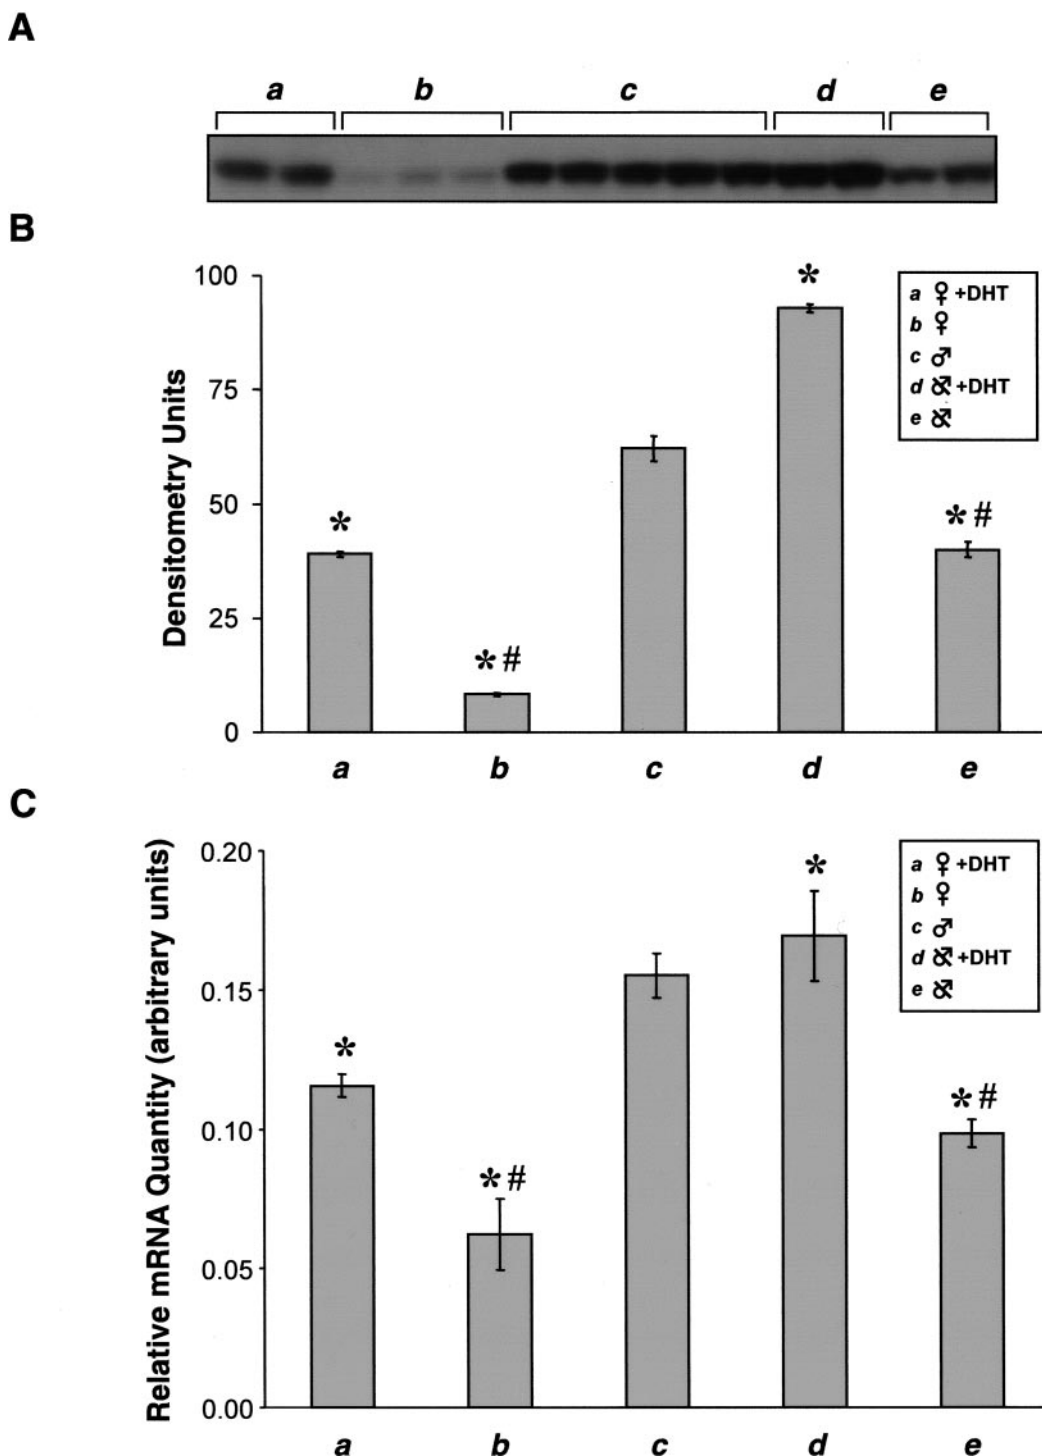 A
a b c d e
B
Densitometry Units
100
75
50
25
0
*
* #
*
* #
a ♀ +DHT
b ♀
c ♂
d ⚦ +DHT
e ⚦
a b c d e
C
Relative mRNA Quantity (arbitrary units)
0.20
0.15
0.10
0.05
0.00
*
* #
*
* #
a ♀ +DHT
b ♀
c ♂
d ⚦ +DHT
e ⚦
a b c d e